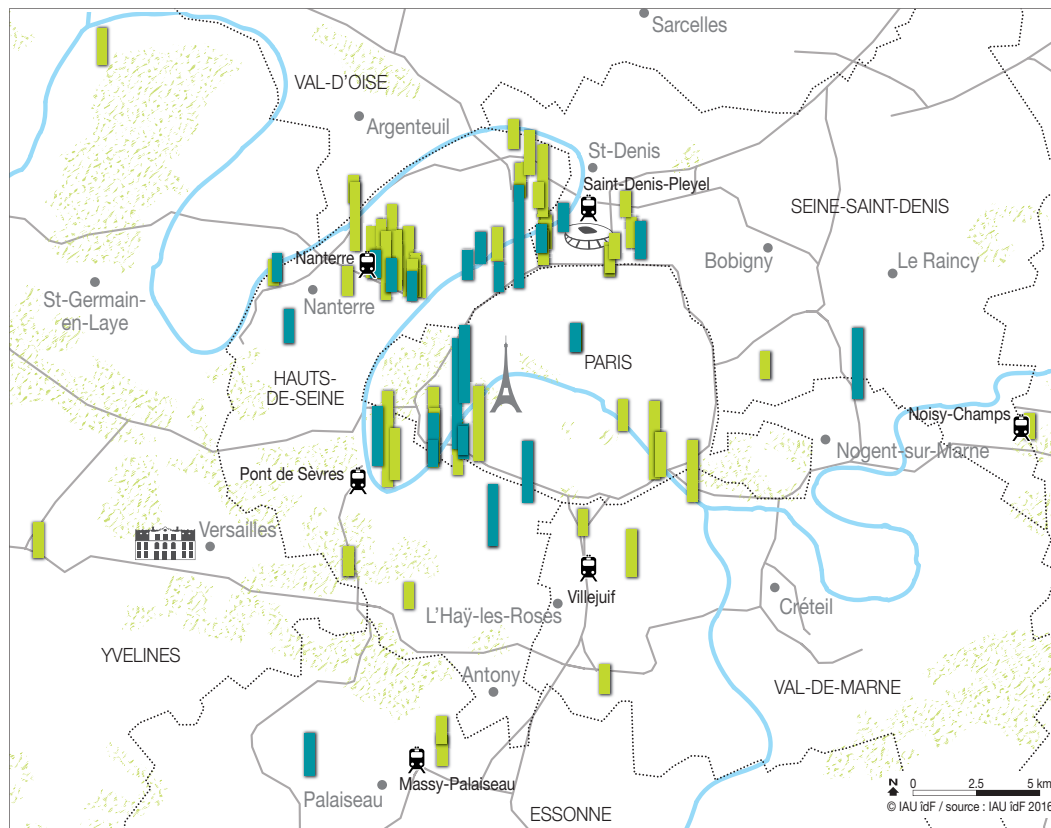 Sarcelles
VAL-D'OISE
Argenteuil
St-Denis
Saint-Denis-Pleyel
SEINE-SAINT-DENIS
Nanterre
Bobigny
Le Raincy
St-Germain-
en-Laye
Nanterre
PARIS
HAUTS-
DE-SEINE
Noisy-Champs
Nogent-sur-Marne
Pont de Sèvres
Versailles
Villejuif
L'Haÿ-les-Roses
Créteil
YVELINES
Antony
VAL-DE-MARNE
Massy-Palaiseau
Palaiseau
ESSONNE
N 0 2.5 5 km
© IAU îdF / source : IAU îdF 2016